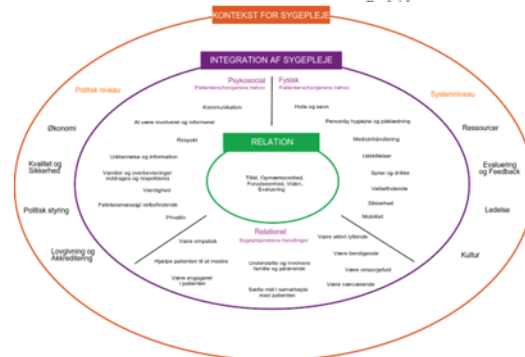 KONTEKST FOR SYGEPLEJE
INTEGRATION AF SYGEPLEJE
Psykosocial
Patientens/borgerens behov
Fysisk
Patientens/borgerens behov
Politisk niveau
Systemniveau
Kommunikation
At være involveret og informeret
Respekt
Uddannelse og information
Værdier og overbevisninger
inddrages og respekteres
Værdighed
Følelsesmæssigt velbefindende
Privatliv
Hvile og søvn
Personlig hygiejne og påklædning
Medicinhåndtering
Udskillelser
Spise og drikke
Velbefindende
Sikkerhed
Mobilitet
Økonomi
Kvalitet og
Sikkerhed
Politisk styring
Lovgivning og
Akkreditering
Ressourcer
Evaluering
og Feedback
Ledelse
Kultur
RELATION
Tillid, Opmærksomhed,
Forudseenhed, Viden,
Evaluering
Relationel
Sygeplejerskens handlinger
Være empatisk
Hjælpe patienten til at mestre
Være engageret
i patienten
Understøtte og involvere
familie og pårørende
Sætte mål i samarbejde
med patienten
Være aktivt lyttende
Være beroligende
Være omsorgsfuld
Være nærværende